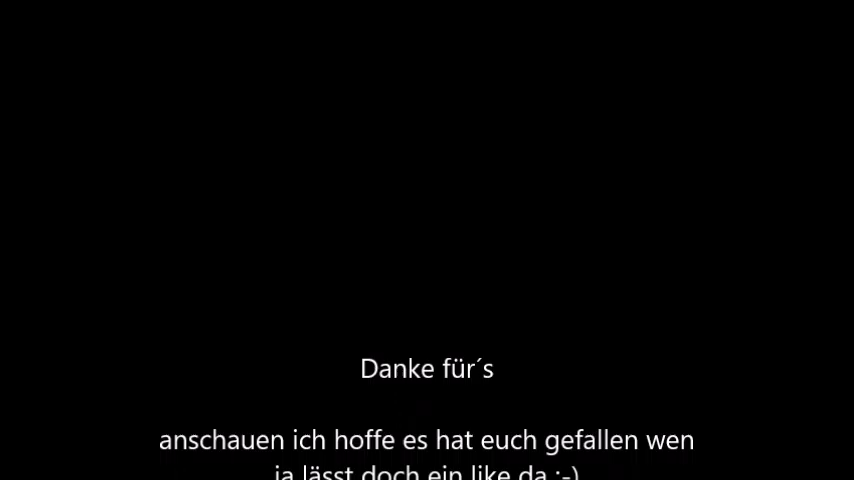 Danke für´s
anschauen ich hoffe es hat euch gefallen wen
ja lässt doch ein like da :-)